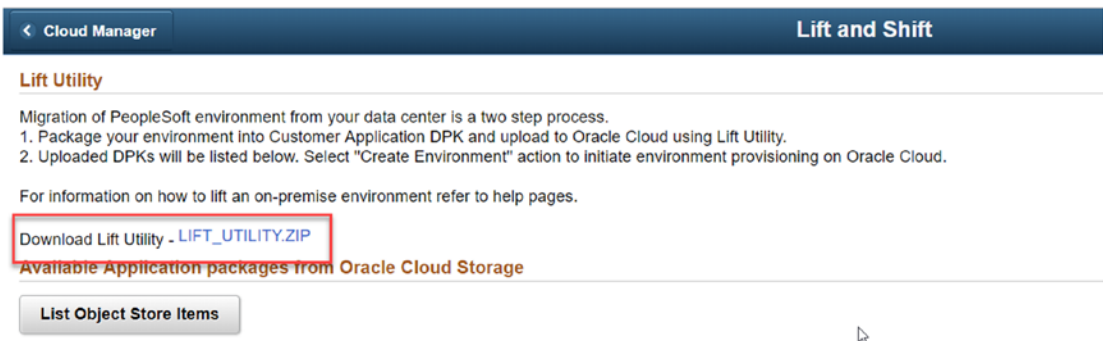 Cloud Manager
Lift and Shift
Lift Utility
Migration of PeopleSoft environment from your data center is a two step process.
1. Package your environment into Customer Application DPK and upload to Oracle Cloud using Lift Utility.
2. Uploaded DPKs will be listed below. Select "Create Environment" action to initiate environment provisioning on Oracle Cloud.
For information on how to lift an on-premise environment refer to help pages.
Download Lift Utility - LIFT_UTILITY.ZIP
Available Application packages from Oracle Cloud Storage
List Object Store Items